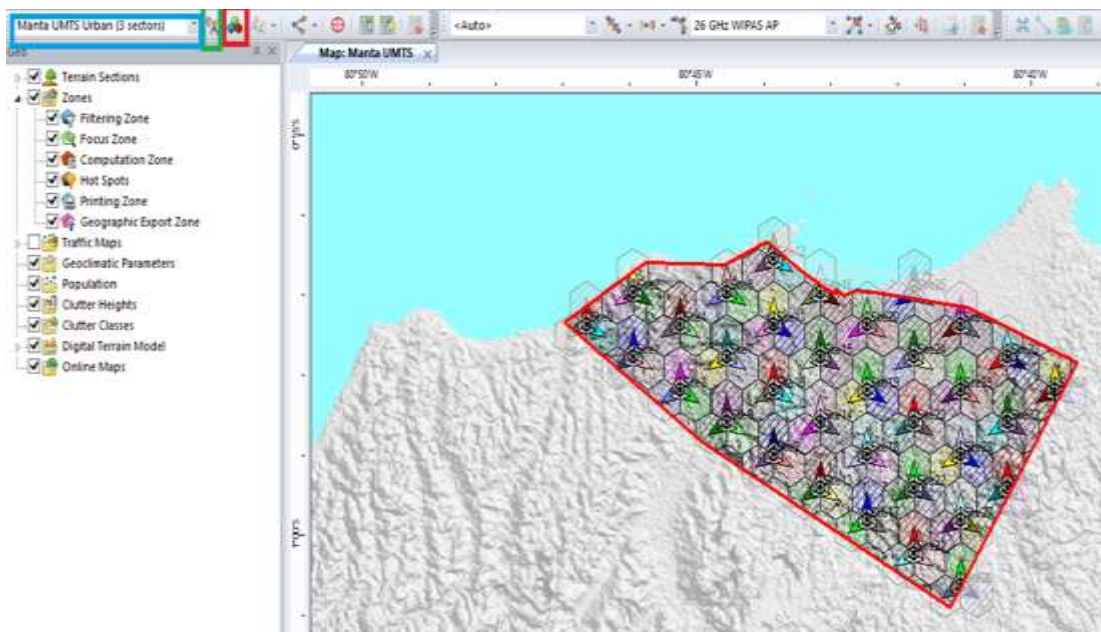 Manta UMTS Urban (3 sectors)
<Auto>
26 GHz WIPAS AP
Geo
Map: Manta UMTS
80°50'W
80°45'W
80°40'W
Terrain Sections
Zones
Filtering Zone
Focus Zone
Computation Zone
Hot Spots
Printing Zone
Geographic Export Zone
Traffic Maps
Geoclimatic Parameters
Population
Clutter Heights
Clutter Classes
Digital Terrain Model
Online Maps